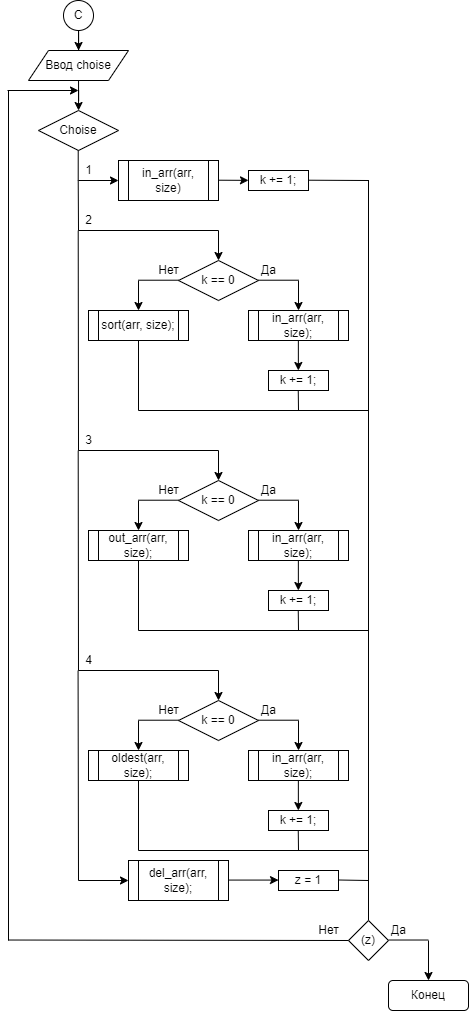 C
Ввод choise
Choise
1
in_arr(arr,
size)
k += 1;
2
Нет
k == 0
Да
sort(arr, size);
in_arr(arr,
size);
k += 1;
3
Нет
k == 0
Да
out_arr(arr,
size);
in_arr(arr,
size);
k += 1;
4
Нет
k == 0
Да
oldest(arr,
size);
in_arr(arr,
size);
k += 1;
del_arr(arr,
size);
z = 1
Нет
(z)
Да
Конец